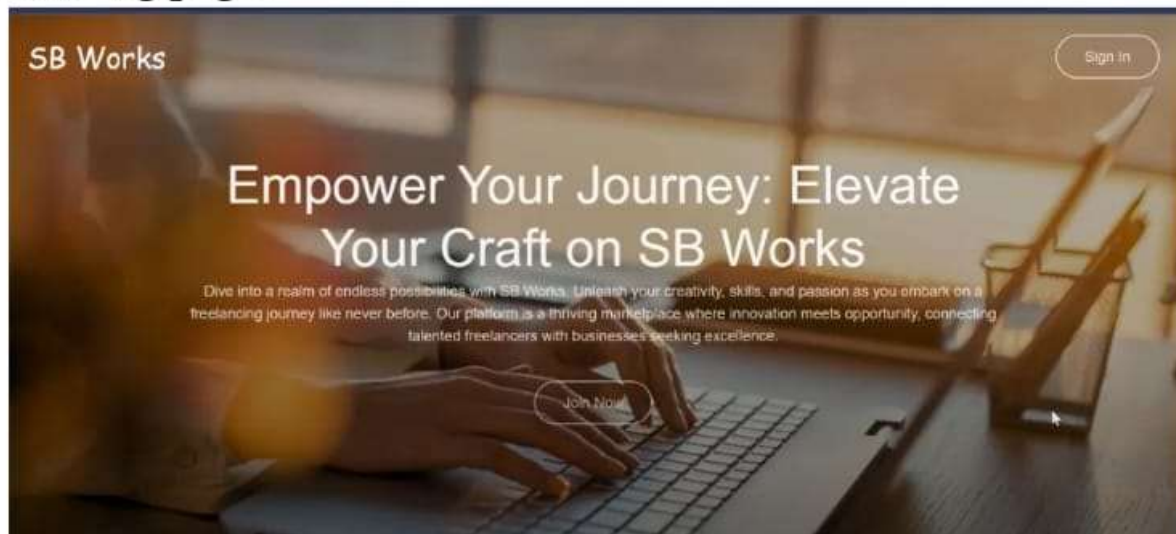 SB Works
Sign In
Empower Your Journey: Elevate
Your Craft on SB Works
Dive into a realm of endless possibilities with SB Works. Unleash your creativity, skills, and passion as you embark on a
freelancing journey like never before. Our platform is a thriving marketplace where innovation meets opportunity, connecting
talented freelancers with businesses seeking excellence.
Join Now